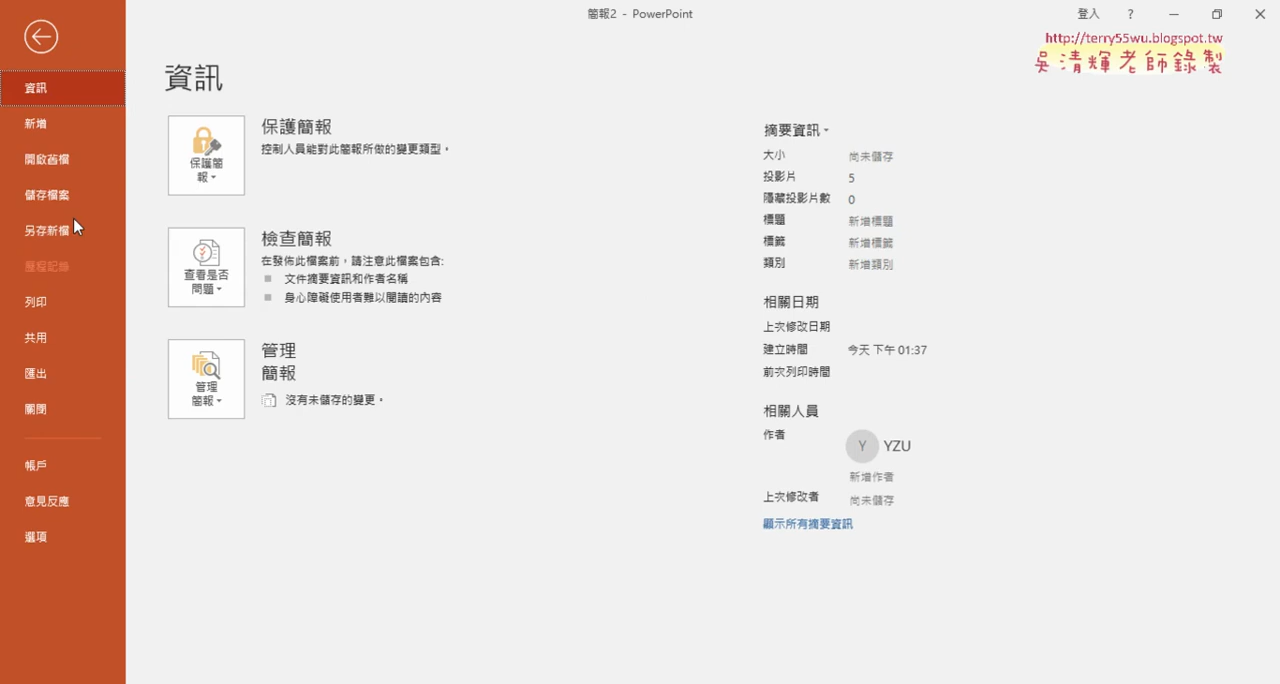 簡報2 - PowerPoint
登入
?
http://terry55wu.blogspot.tw
吳清輝老師錄製
資訊
新增
開啟舊檔
儲存檔案
另存新檔
歷程記錄
列印
共用
匯出
關閉
帳戶
意見反應
選項
資訊
保護簡報
保護簡報
控制人員能對此簡報所做的變更類型。
查看是否問題
檢查簡報
在發佈此檔案前，請注意此檔案包含:
文件摘要資訊和作者名稱
身心障礙使用者難以閱讀的內容
管理簡報
管理
簡報
沒有未儲存的變更。
摘要資訊
大小 尚未儲存
投影片 5
隱藏投影片數 0
標題 新增標題
標籤 新增標籤
類別 新增類別
相關日期
上次修改日期
建立時間 今天 下午 01:37
前次列印時間
相關人員
作者 Y YZU
新增作者
上次修改者 尚未儲存
顯示所有摘要資訊